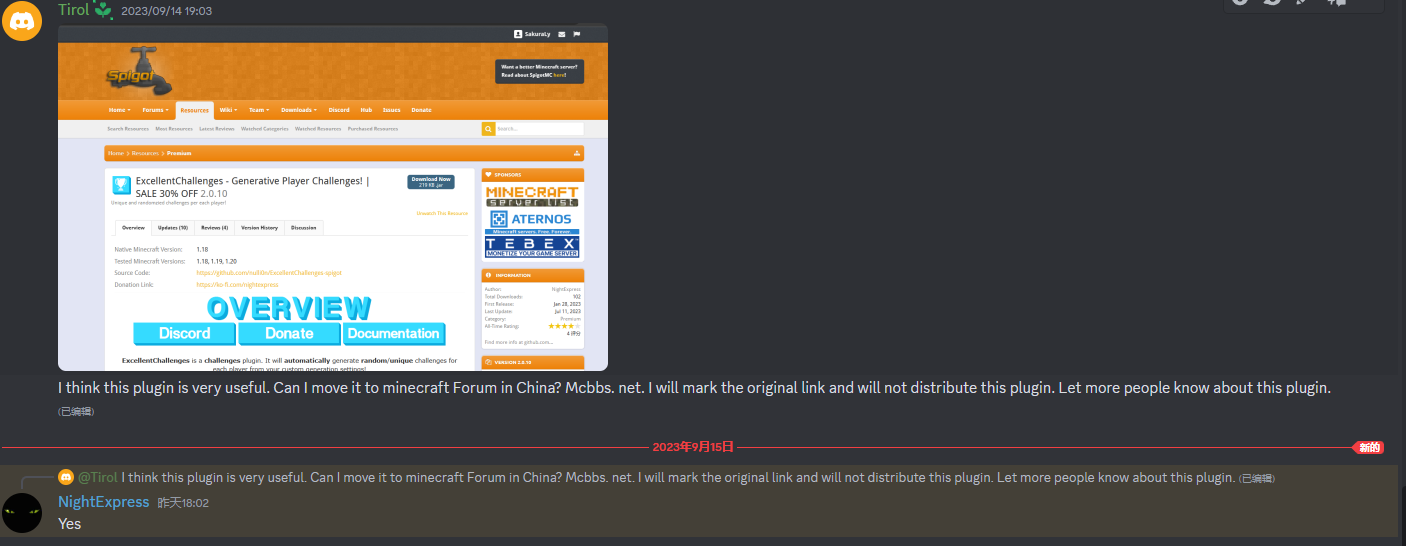 Tirol 2023/09/14 19:03
SakuraLy
Spigot
Want a better Minecraft server?
Read about SpigotMC here!
Home Forums Resources Wiki Team Downloads Discord Hub Issues Donate
Search Resources Most Resources Latest Reviews Watched Categories Watched Resources Purchased Resources
Search...
Home > Resources > Premium
ExcellentChallenges - Generative Player Challenges! |
SALE 30% OFF 2.0.10
Unique and randomized challenges per each player!
Download Now
219 KB .jar
Unwatch This Resource
Overview Updates (10) Reviews (4) Version History Discussion
Native Minecraft Version: 1.18
Tested Minecraft Versions: 1.18, 1.19, 1.20
Source Code: https://github.com/nulli0n/ExcellentChallenges-spigot
Donation Link: https://ko-fi.com/nightexpress
OVERVIEW
Discord Donate Documentation
ExcellentChallenges is a challenges plugin. It will automatically generate random/unique challenges for
each player from your custom generation settings!
SPONSORS
MINECRAFT
server list
ATERNOS
Minecraft servers. Free. Forever.
TEBEX
MONETIZE YOUR GAME SERVER
INFORMATION
Author: NightExpress
Total Downloads: 102
First Release: Jan 28, 2023
Last Update: Jul 11, 2023
Category: Premium
All-Time Rating:
4 评分
Find more info at github.com...
VERSION 2.0.10
I think this plugin is very useful. Can I move it to minecraft Forum in China? Mcbbs. net. I will mark the original link and will not distribute this plugin. Let more people know about this plugin.
(已编辑)
2023年9月15日 新的
@Tirol I think this plugin is very useful. Can I move it to minecraft Forum in China? Mcbbs. net. I will mark the original link and will not distribute this plugin. Let more people know about this plugin. (已编辑)
NightExpress 昨天18:02
Yes